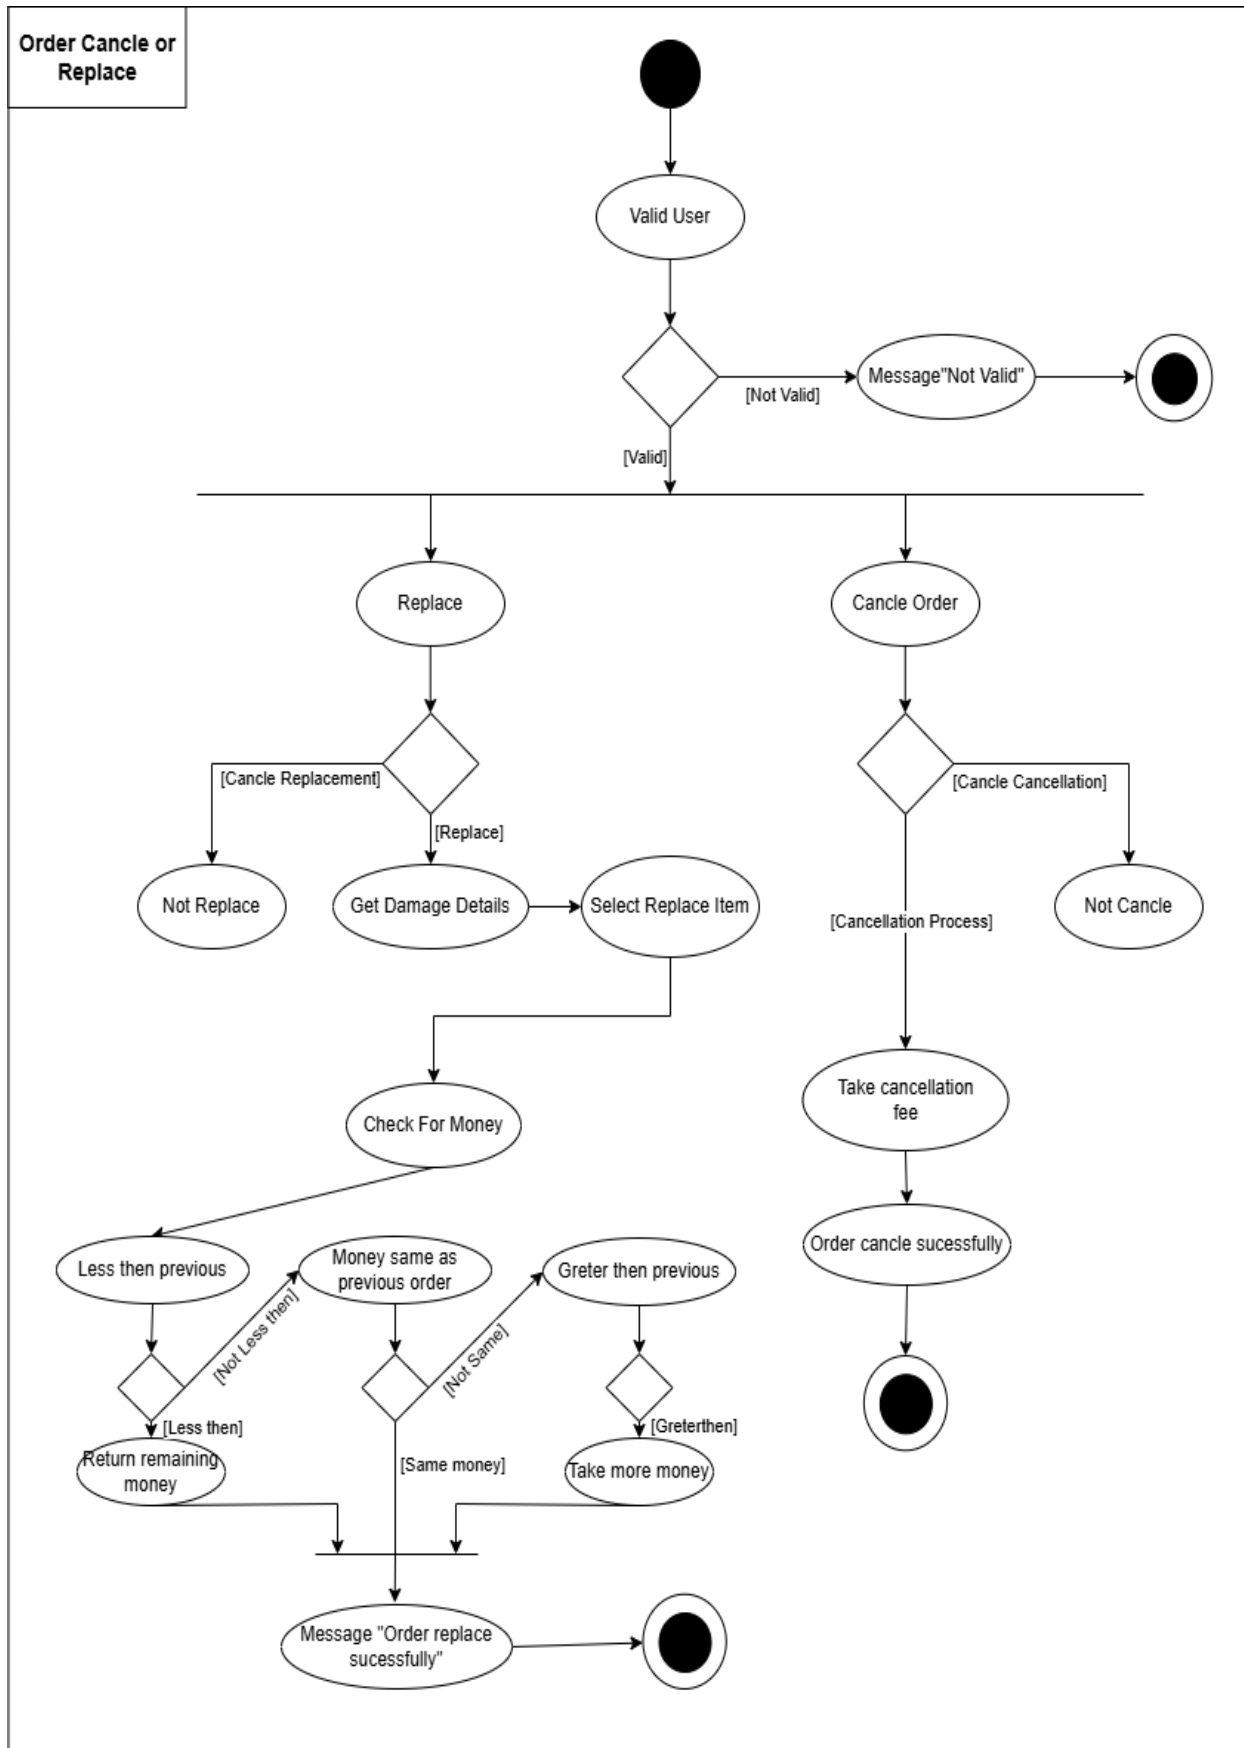 Order Cancle or
Replace
Valid User
Message"Not Valid"
[Not Valid]
[Valid]
Replace
Cancle Order
[Cancle Replacement]
[Cancle Cancellation]
[Replace]
Not Replace
Get Damage Details
Select Replace Item
Not Cancle
[Cancellation Process]
Take cancellation
fee
Check For Money
Order cancle sucessfully
Less then previous
Money same as
previous order
Greter then previous
[Not Less then]
[Not Same]
[Less then]
[Greterthen]
Return remaining
money
[Same money]
Take more money
Message "Order replace
sucessfully"